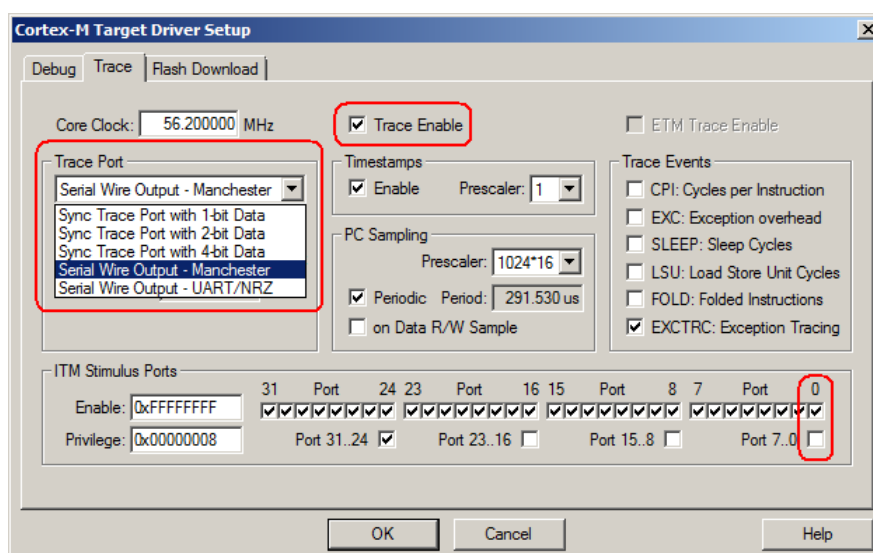 Cortex-M Target Driver Setup
Debug Trace Flash Download
Core Clock: 56.200000 MHz
Trace Enable
ETM Trace Enable
Trace Port
Serial Wire Output - Manchester
Sync Trace Port with 1-bit Data
Sync Trace Port with 2-bit Data
Sync Trace Port with 4-bit Data
Serial Wire Output - Manchester
Serial Wire Output - UART/NRZ
Timestamps
Enable Prescaler: 1
PC Sampling
Prescaler: 1024*16
Periodic Period: 291.530 us
on Data R/W Sample
Trace Events
CPI: Cycles per Instruction
EXC: Exception overhead
SLEEP: Sleep Cycles
LSU: Load Store Unit Cycles
FOLD: Folded Instructions
EXCTRC: Exception Tracing
ITM Stimulus Ports
31 Port 24 23 Port 16 15 Port 8 7 Port 0
Enable: 0xFFFFFFFF
Privilege: 0x00000008 Port 31..24 Port 23..16 Port 15..8 Port 7..0
OK Cancel Help